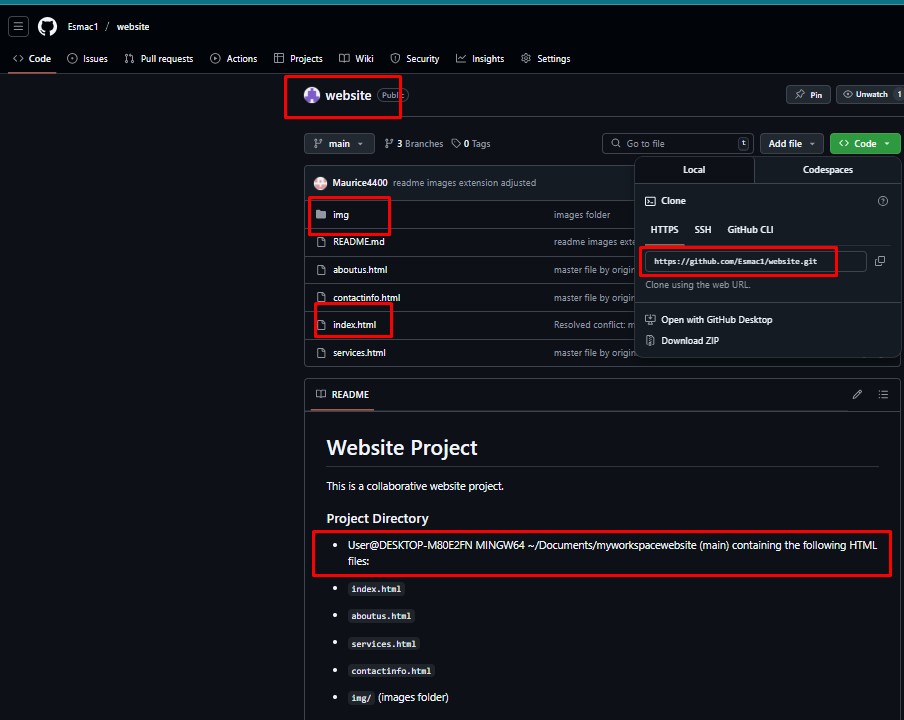 Esmac1 / website
Code Issues Pull requests Actions Projects Wiki Security Insights Settings
website Public Pin Unwatch 1
main 3 Branches 0 Tags Go to file t Add file Code
Local Codespaces
Maurice4400 readme images extension adjusted
Clone
img images folder
HTTPS SSH GitHub CLI
README.md readme images exte
https://github.com/Esmac1/website.git
aboutus.html master file by origin
Clone using the web URL.
contactinfo.html master file by origin
Open with GitHub Desktop
index.html Resolved conflict: m
Download ZIP
services.html master file by origin
README
Website Project
This is a collaborative website project.
Project Directory
User@DESKTOP-M80E2FN MINGW64 ~/Documents/myworkspacewebsite (main) containing the following HTML
files:
index.html
aboutus.html
services.html
contactinfo.html
img/ (images folder)